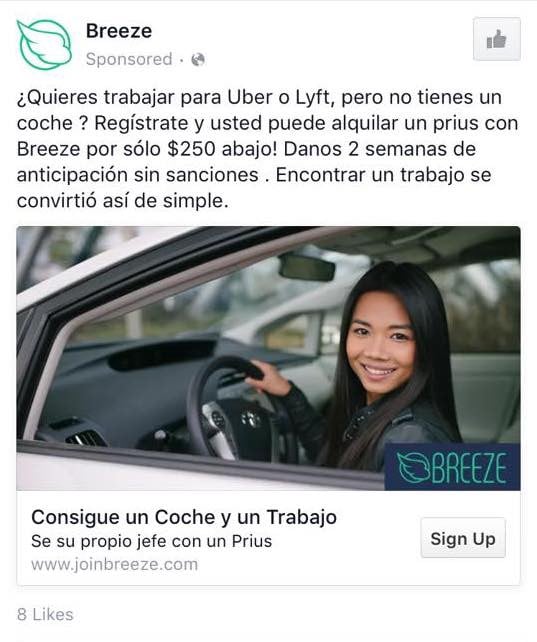 Breeze
Sponsored ·
¿Quieres trabajar para Uber o Lyft, pero no tienes un
coche ? Regístrate y usted puede alquilar un prius con
Breeze por sólo $250 abajo! Danos 2 semanas de
anticipación sin sanciones . Encontrar un trabajo se
convirtió así de simple.
BREEZE
Consigue un Coche y un Trabajo
Se su propio jefe con un Prius
www.joinbreeze.com
Sign Up
8 Likes